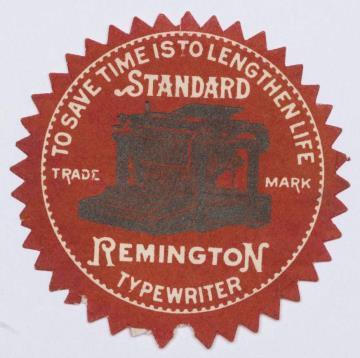 TO SAVE TIME IS TO LENGTHEN LIFE
STANDARD
TRADE MARK
REMINGTON
TYPEWRITER